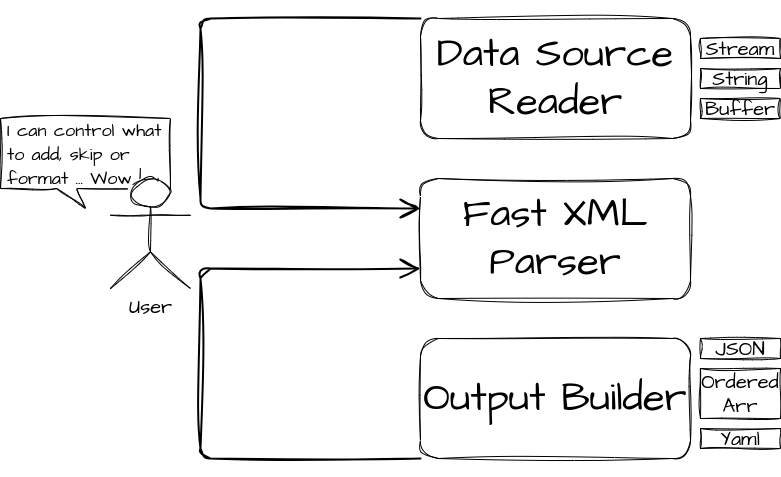 Data Source
Reader
Stream
String
Buffer
I can control what
to add, skip or
format ... Wow !
User
Fast XML
Parser
Output Builder
JSON
Ordered
Arr
Yaml